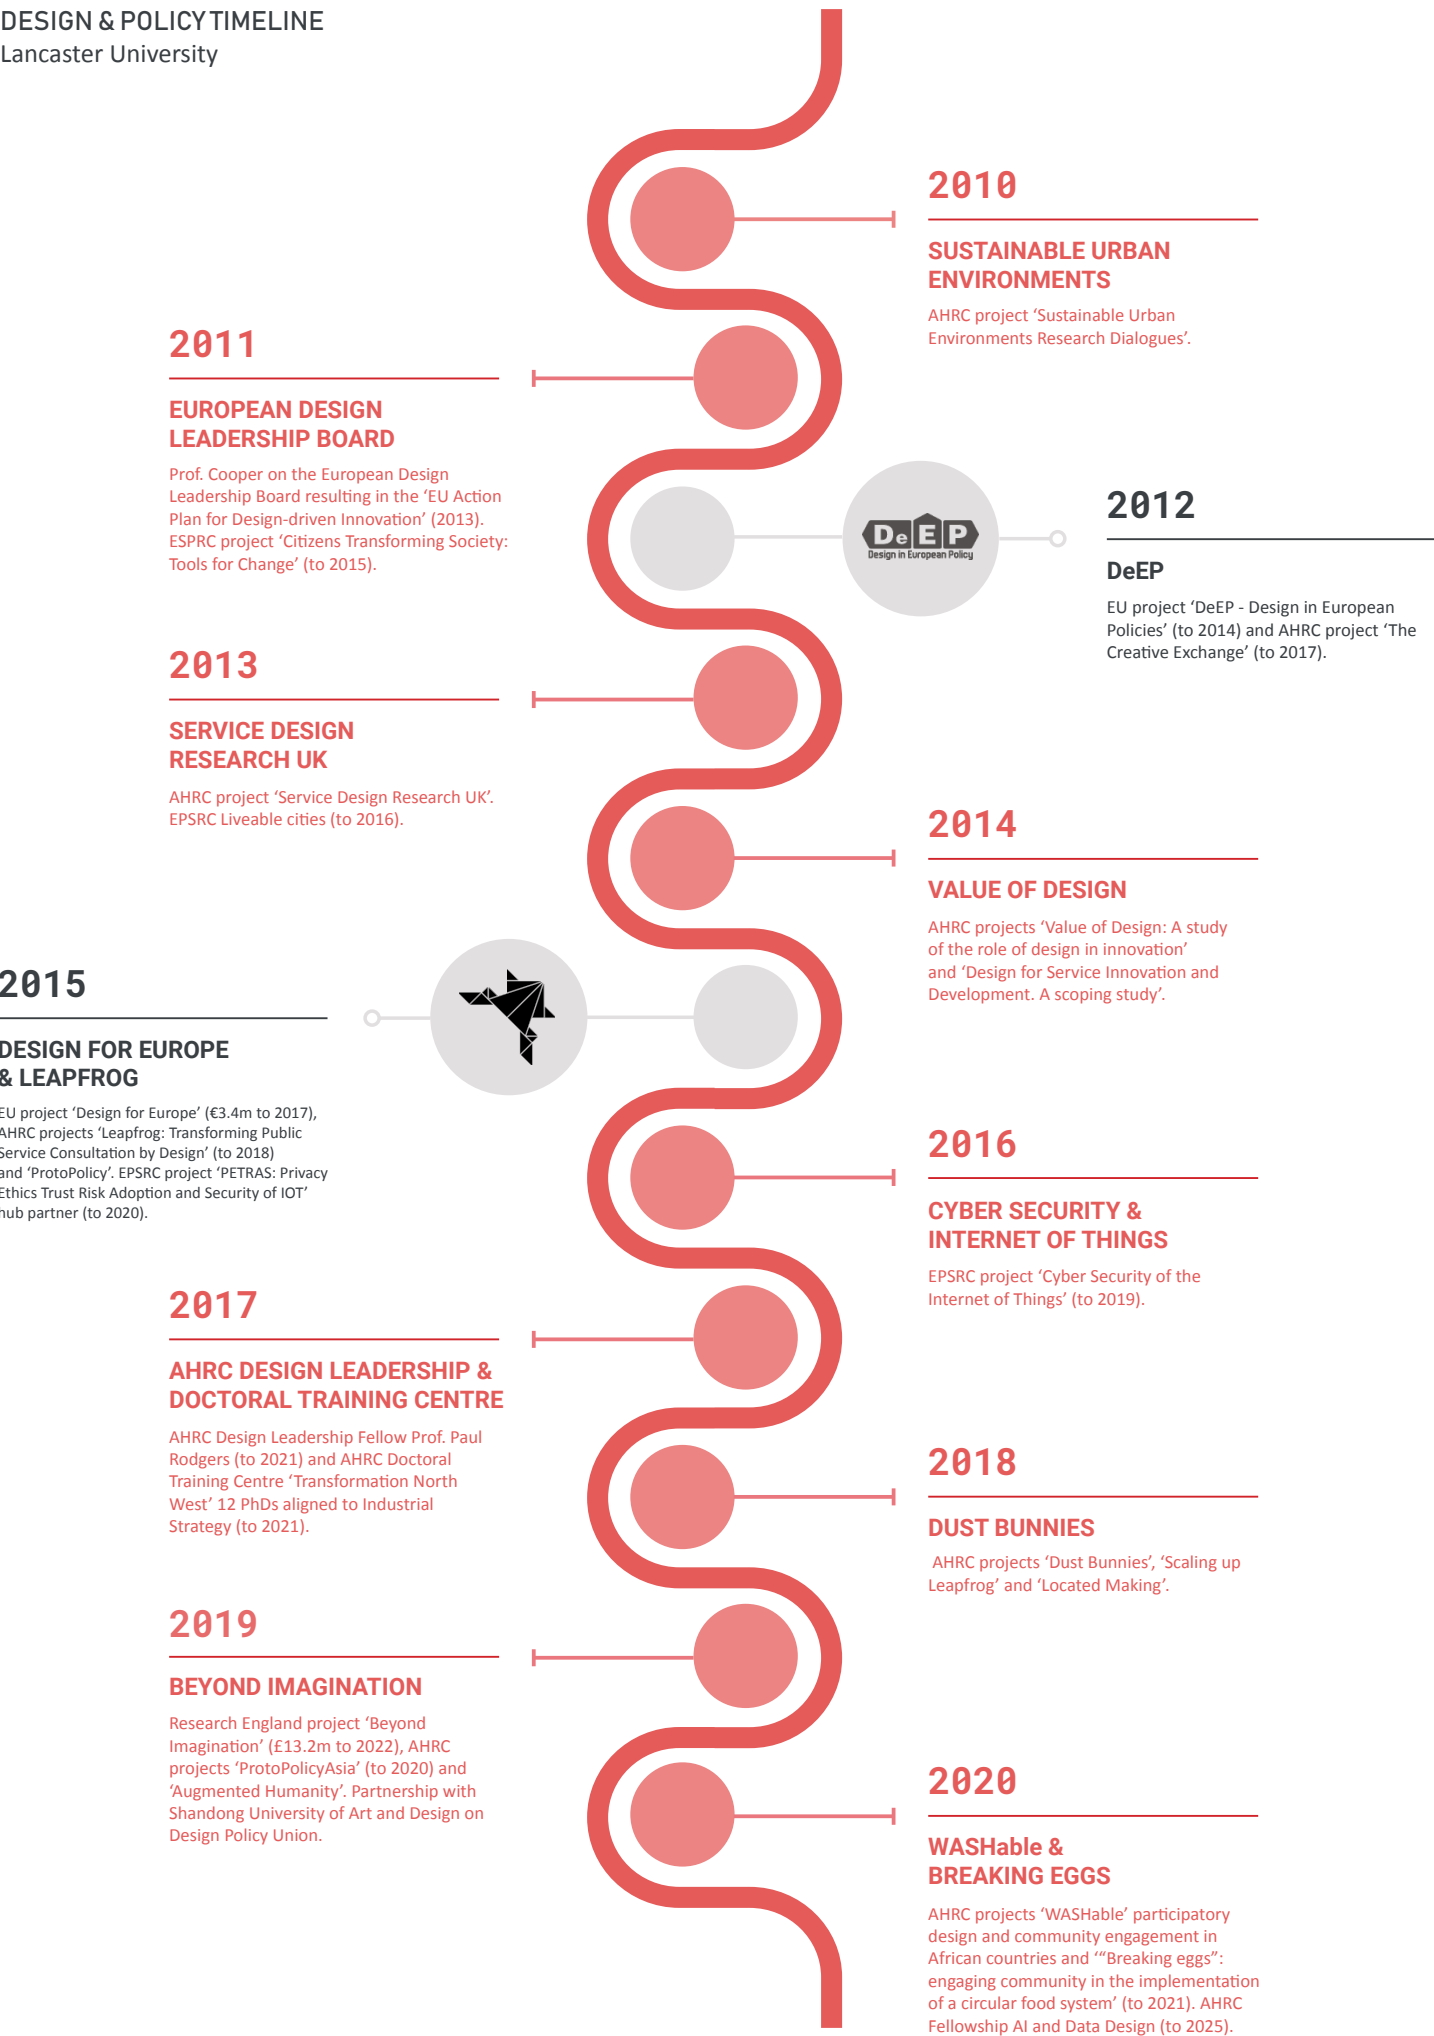 DESIGN & POLICY TIMELINE
Lancaster University
2010
SUSTAINABLE URBAN
ENVIRONMENTS
AHRC project ‘Sustainable Urban
Environments Research Dialogues’.
2011
EUROPEAN DESIGN
LEADERSHIP BOARD
Prof. Cooper on the European Design
Leadership Board resulting in the ‘EU Action
Plan for Design-driven Innovation’ (2013).
ESPRC project ‘Citizens Transforming Society:
Tools for Change’ (to 2015).
DeEP
Design in European Policy
2012
DeEP
EU project ‘DeEP - Design in European
Policies’ (to 2014) and AHRC project ‘The
Creative Exchange’ (to 2017).
2013
SERVICE DESIGN
RESEARCH UK
AHRC project ‘Service Design Research UK’.
EPSRC Liveable cities (to 2016).
2014
VALUE OF DESIGN
AHRC projects ‘Value of Design: A study
of the role of design in innovation’
and ‘Design for Service Innovation and
Development. A scoping study’.
2015
DESIGN FOR EUROPE
& LEAPFROG
EU project ‘Design for Europe’ (€3.4m to 2017),
AHRC projects ‘Leapfrog: Transforming Public
Service Consultation by Design’ (to 2018)
and ‘ProtoPolicy’. EPSRC project ‘PETRAS: Privacy
Ethics Trust Risk Adoption and Security of IOT’
hub partner (to 2020).
2016
CYBER SECURITY &
INTERNET OF THINGS
EPSRC project ‘Cyber Security of the
Internet of Things’ (to 2019).
2017
AHRC DESIGN LEADERSHIP &
DOCTORAL TRAINING CENTRE
AHRC Design Leadership Fellow Prof. Paul
Rodgers (to 2021) and AHRC Doctoral
Training Centre ‘Transformation North
West’ 12 PhDs aligned to Industrial
Strategy (to 2021).
2018
DUST BUNNIES
AHRC projects ‘Dust Bunnies’, ‘Scaling up
Leapfrog’ and ‘Located Making’.
2019
BEYOND IMAGINATION
Research England project ‘Beyond
Imagination’ (£13.2m to 2022), AHRC
projects ‘ProtoPolicyAsia’ (to 2020) and
‘Augmented Humanity’. Partnership with
Shandong University of Art and Design on
Design Policy Union.
2020
WASHable &
BREAKING EGGS
AHRC projects ‘WASHable’ participatory
design and community engagement in
African countries and ‘“Breaking eggs”:
engaging community in the implementation
of a circular food system’ (to 2021). AHRC
Fellowship AI and Data Design (to 2025).